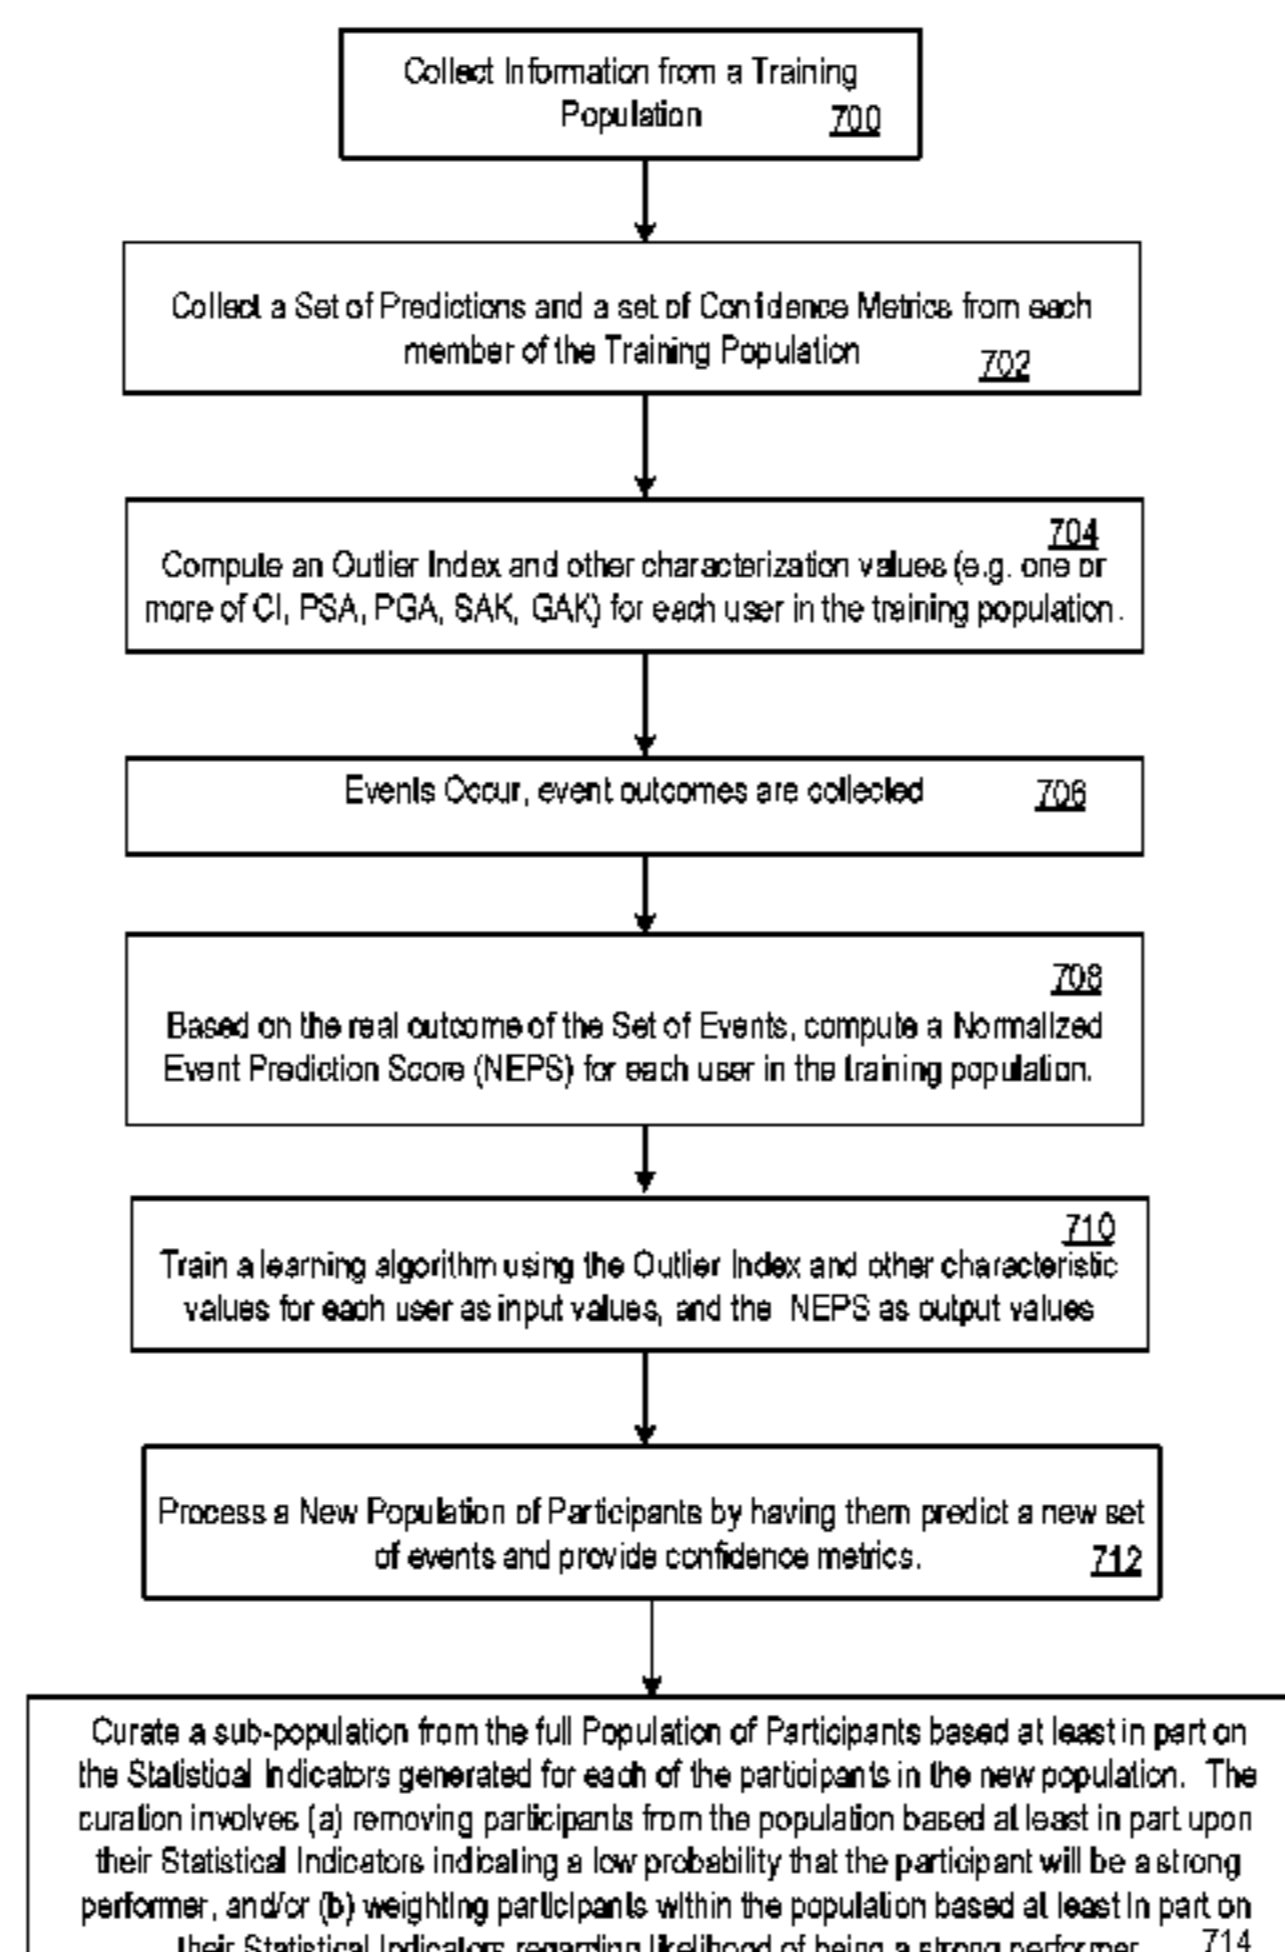 Collect Information from a Training
Population 700
Collect a Set of Predictions and a set of Confidence Metrics from each
member of the Training Population 702
704
Compute an Outlier Index and other characterization values (e.g. one or
more of CI, PSA, PGA, SAK, GAK) for each user in the training population.
Events Occur, event outcomes are collected 706
708
Based on the real outcome of the Set of Events, compute a Normalized
Event Prediction Score (NEPS) for each user in the training population.
710
Train a learning algorithm using the Outlier Index and other characteristic
values for each user as input values, and the NEPS as output values
Process a New Population of Participants by having them predict a new set
of events and provide confidence metrics. 712
Curate a sub-population from the full Population of Participants based at least in part on
the Statistical Indicators generated for each of the participants in the new population. The
curation involves (a) removing participants from the population based at least in part upon
their Statistical Indicators indicating a low probability that the participant will be a strong
performer, and/or (b) weighting participants within the population based at least in part on
their Statistical Indicators regarding likelihood of being a strong performer 714